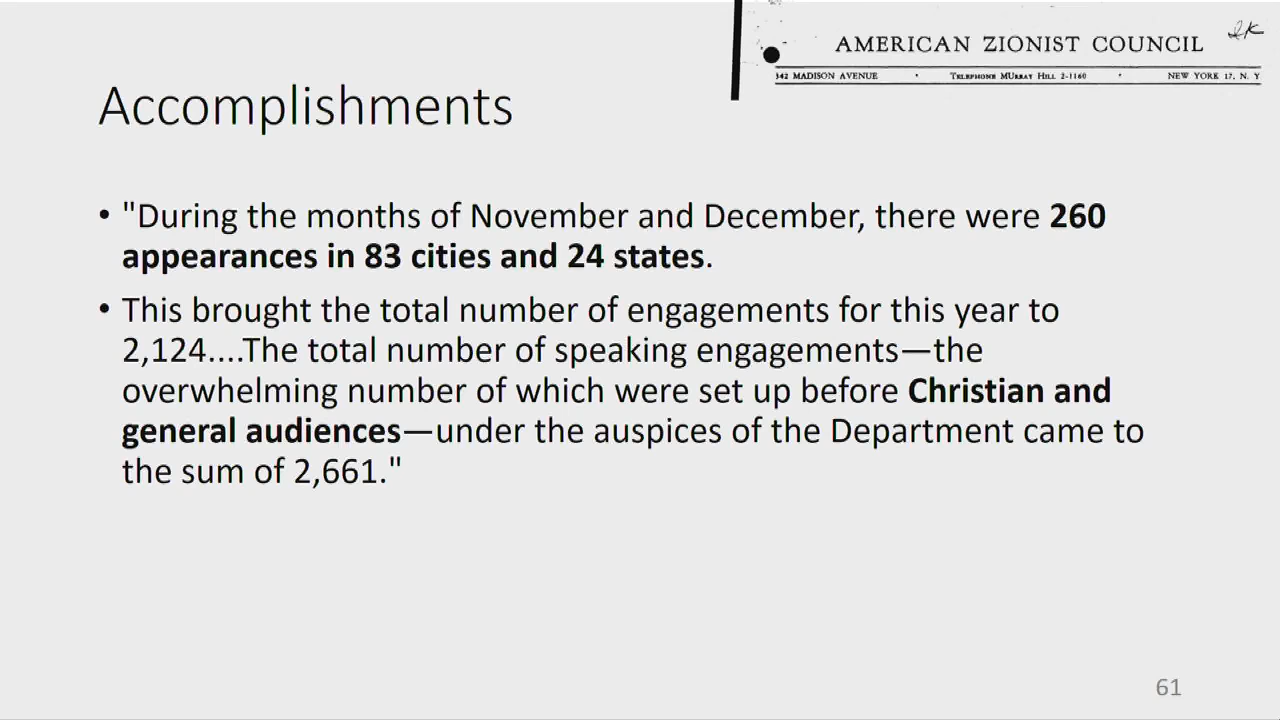 AMERICAN ZIONIST COUNCIL
342 MADISON AVENUE • TELEPHONE MURRAY HILL 2-1160 • NEW YORK 17, N. Y
Accomplishments
• "During the months of November and December, there were 260
appearances in 83 cities and 24 states.
• This brought the total number of engagements for this year to
2,124....The total number of speaking engagements—the
overwhelming number of which were set up before Christian and
general audiences—under the auspices of the Department came to
the sum of 2,661."
61